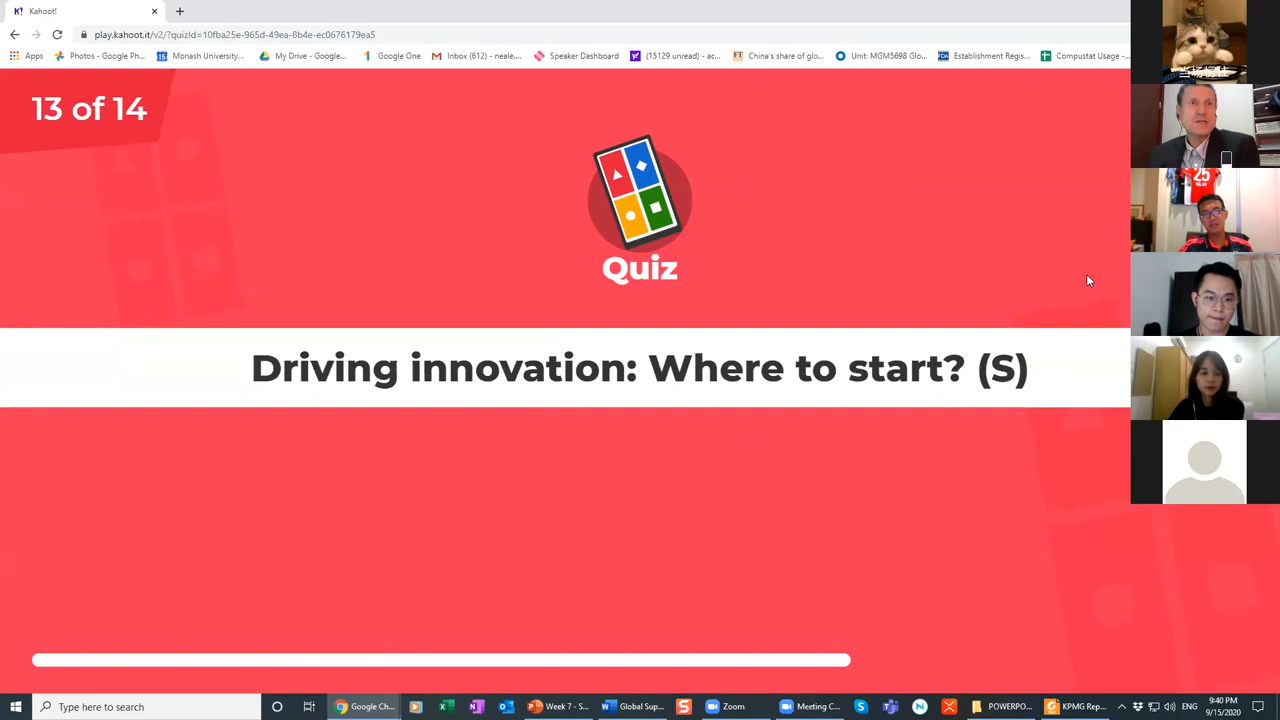 Kahoot!
play.kahoot.it/v2/?quizId=10fba25e-965d-49ea-8b4e-ec0676179ea5
Apps
Photos - Google Ph...
Monash University...
My Drive - Google...
Google One
Inbox (612) - neale...
Speaker Dashboard
(15129 unread) - ac...
China's share of glo...
Unit: MGM5698 Glo...
Establishment Regis...
Compustat Usage -...
13 of 14
25
Quiz
Driving innovation: Where to start? (S)
Type here to search
Google Ch...
Week 7 - S...
Global Sup...
Zoom
Meeting C...
POWERPO...
KPMG Rep...
ENG
9:40 PM
9/15/2020